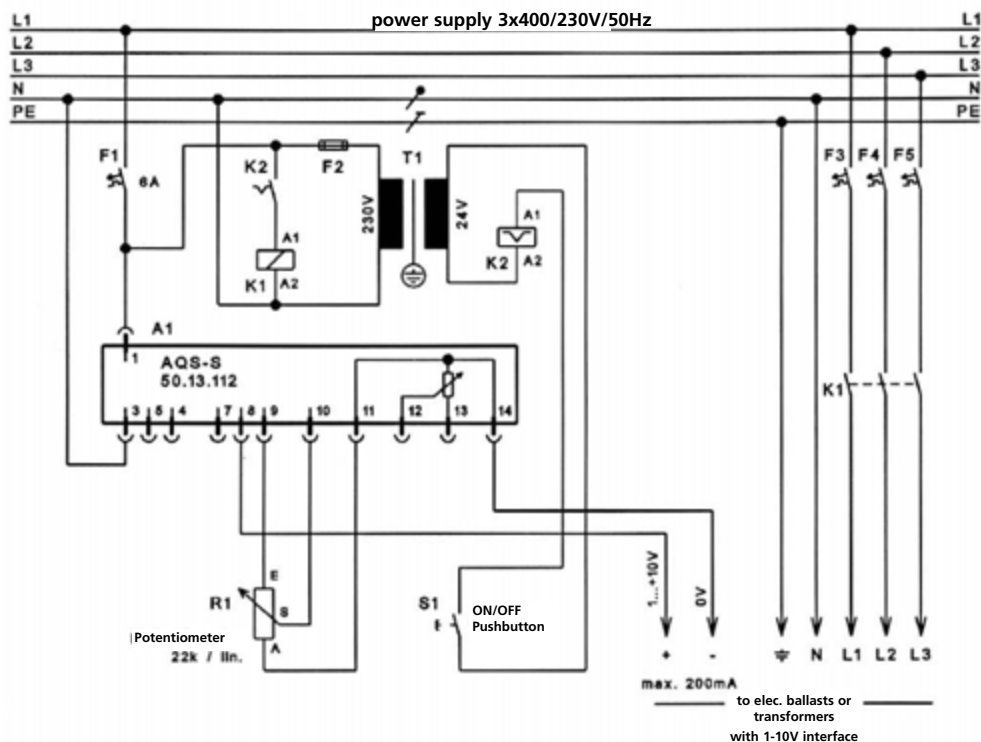 power supply 3x400/230V/50Hz
L1 L1
L2 L2
L3 L3
N N
PE PE
F1
6A
K2
F2
T1
230V
24V
A1
K2 A2
A1
K1 A2
F3 F4 F5
A1
1
AQS-S
50.13.112
3 5 4 7 8 9 10 11 12 13 14
K1
E
R1
S
A
Potentiometer
22k / lin.
S1
ON/OFF
Pushbutton
1...+10V
0V
+ - N L1 L2 L3
max. 200mA
to elec. ballasts or
transformers
with 1-10V interface